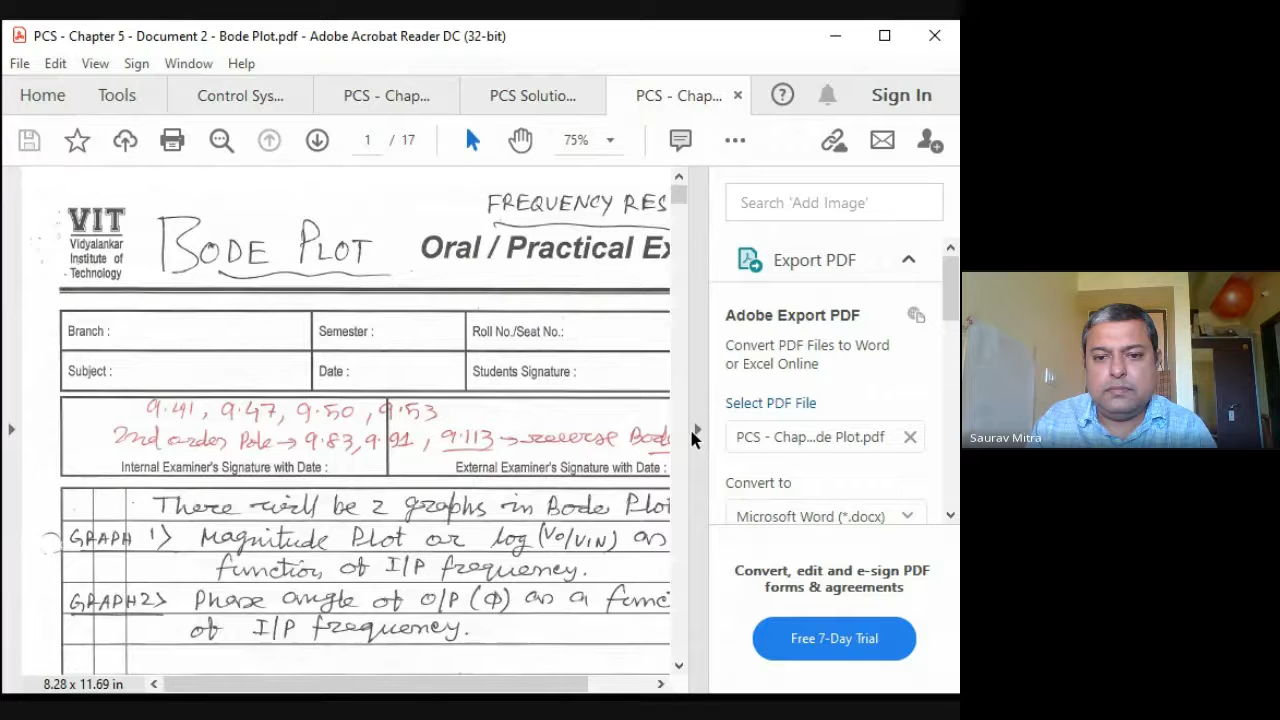 PCS - Chapter 5 - Document 2 - Bode Plot.pdf - Adobe Acrobat Reader DC (32-bit)
File Edit View Sign Window Help
Home Tools Control Sys... PCS - Chap... PCS Solutio... PCS - Chap... Sign In
1 / 17 75%
FREQUENCY RES
VIT
Vidyalankar
Institute of
Technology
BODE PLOT
Oral / Practical Ex
Branch : Semester : Roll No./Seat No.:
Subject : Date : Students Signature :
9.41, 9.47, 9.50, 9.53
2nd order Pole → 9.83, 9.91, 9.113 → reverse Bode
Internal Examiner's Signature with Date : External Examiner's Signature with Date :
There will be 2 graphs in Bode Plot
GRAPH 1> Magnitude Plot or log (Vo/VIN) as
function of I/P frequency.
GRAPH 2> Phase angle of O/P (Φ) as a func
of I/P frequency.
8.28 x 11.69 in
Search 'Add Image'
Export PDF
Adobe Export PDF
Convert PDF Files to Word
or Excel Online
Select PDF File
PCS - Chap...de Plot.pdf
Convert to
Microsoft Word (*.docx)
Convert, edit and e-sign PDF
forms & agreements
Free 7-Day Trial
Saurav Mitra